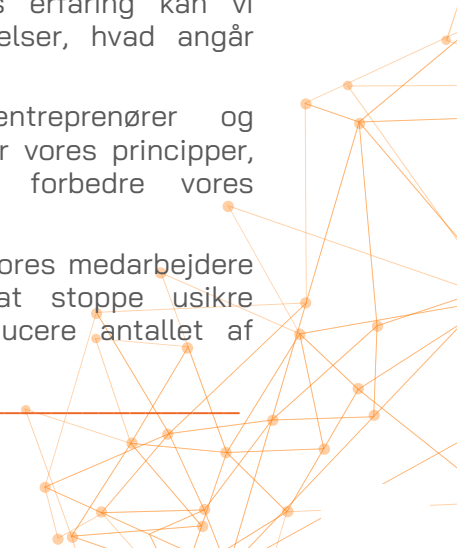 erfaring kan vi
elser, hvad angår
entreprenører og
vores principper,
forbedre vores
vores medarbejdere
at stoppe usikre
ucere antallet af